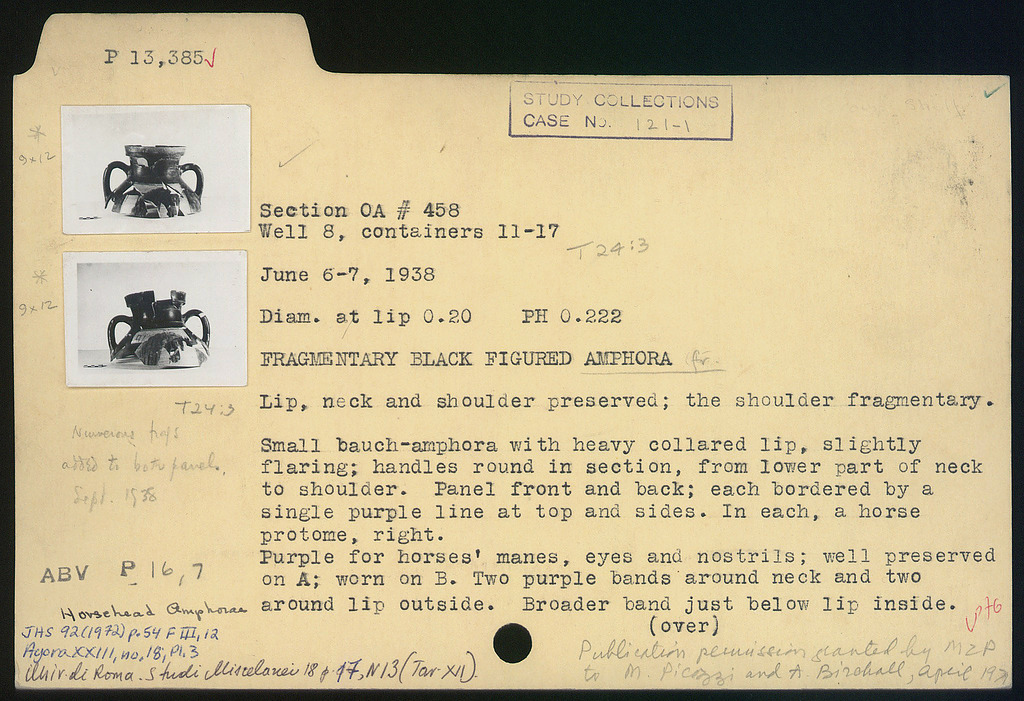 P 13,385
STUDY COLLECTIONS
CASE No. 121-1
*
9x12
Section OA # 458
Well 8, containers 11-17
T24:3
June 6-7, 1938
*
9x12
Diam. at lip 0.20 PH 0.222
FRAGMENTARY BLACK FIGURED AMPHORA fr.
Lip, neck and shoulder preserved; the shoulder fragmentary.
T24:3
Numerous frags
added to both panels,
Sept. 1938
Small bauch-amphora with heavy collared lip, slightly
flaring; handles round in section, from lower part of neck
to shoulder. Panel front and back; each bordered by a
single purple line at top and sides. In each, a horse
protome, right.
Purple for horses' manes, eyes and nostrils; well preserved
on A; worn on B. Two purple bands around neck and two
around lip outside. Broader band just below lip inside.
(over)
ABV P 16, 7
Horsehead Amphorae
JHS 92 (1972) p. 54 F III, 12
Agora XXIII, no. 18, Pl. 3
Univ. di Roma. Studi Miscelanei 18 p. 17, N 13 (Tav XII).
Publication permission granted by MZP
to M. Picozzi and A. Birchall, April